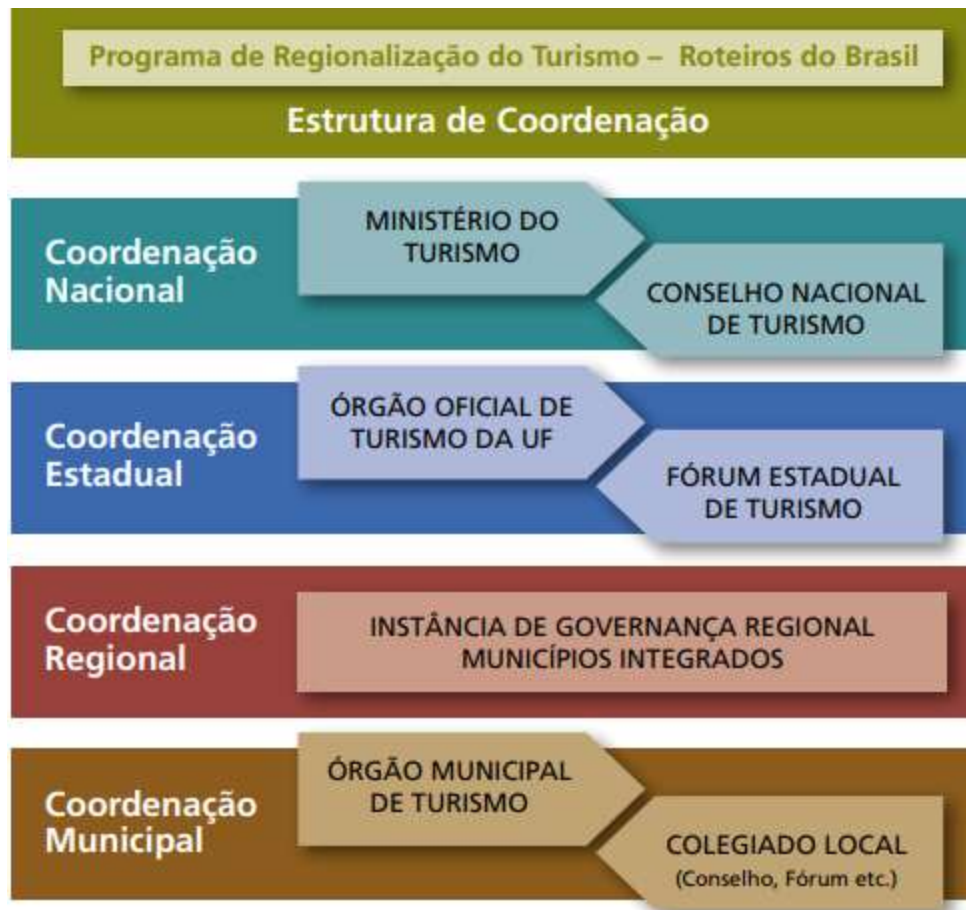 Programa de Regionalização do Turismo – Roteiros do Brasil
Estrutura de Coordenação
Coordenação
Nacional
MINISTÉRIO DO
TURISMO
CONSELHO NACIONAL
DE TURISMO
Coordenação
Estadual
ÓRGÃO OFICIAL DE
TURISMO DA UF
FÓRUM ESTADUAL
DE TURISMO
Coordenação
Regional
INSTÂNCIA DE GOVERNANÇA REGIONAL
MUNICÍPIOS INTEGRADOS
Coordenação
Municipal
ÓRGÃO MUNICIPAL
DE TURISMO
COLEGIADO LOCAL
(Conselho, Fórum etc.)